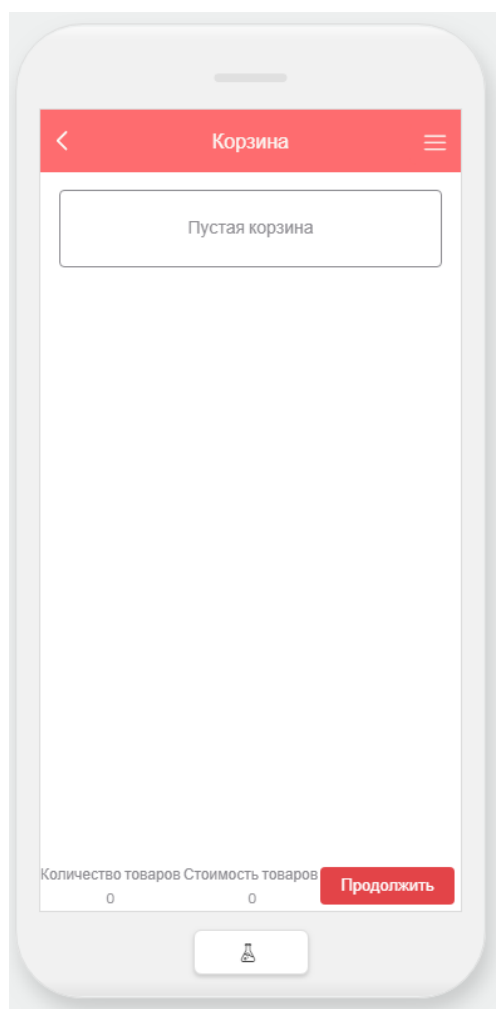 Корзина
Пустая корзина
Количество товаров Стоимость товаров
0 0
Продолжить